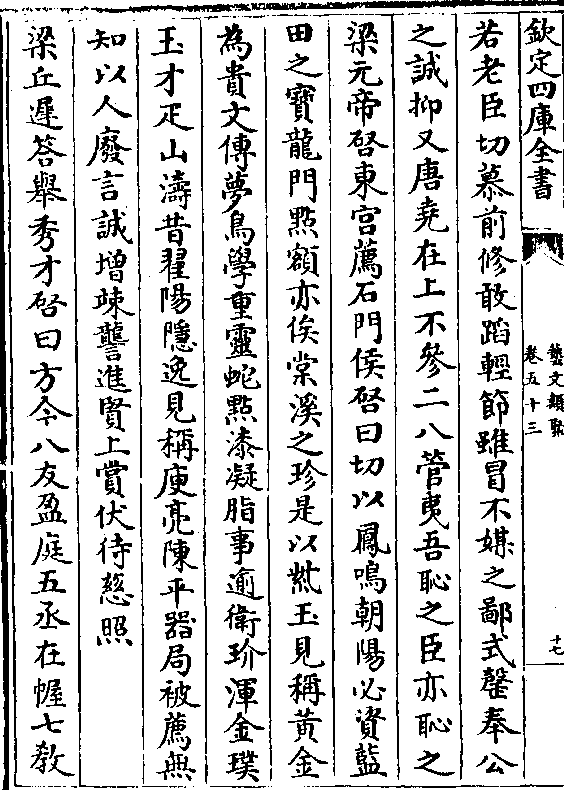 欽定四庫全書
藝文類聚
卷五十三
十七
若老臣切慕前修敢蹈輕節雖冒不媒之鄙式罄奉公
之誠抑又唐堯在上不參二八管夷吾恥之臣亦恥之
梁元帝啓東宮薦石門侯啓曰切以鳳鳴朝陽必資藍
田之寶龍門點額亦俟棠溪之珍是以玭玉見稱黃金
為貴文傳夢鳥學重靈蛇點漆凝脂事逾衛玠渾金璞
玉才疋山濤昔翟陽隱逸見稱庾亮陳平器局被薦無
知以人廢言誠增竦讋進賢上賞伏待慈照
梁丘遲答舉秀才啓曰方今八友盈庭五丞在幄七教